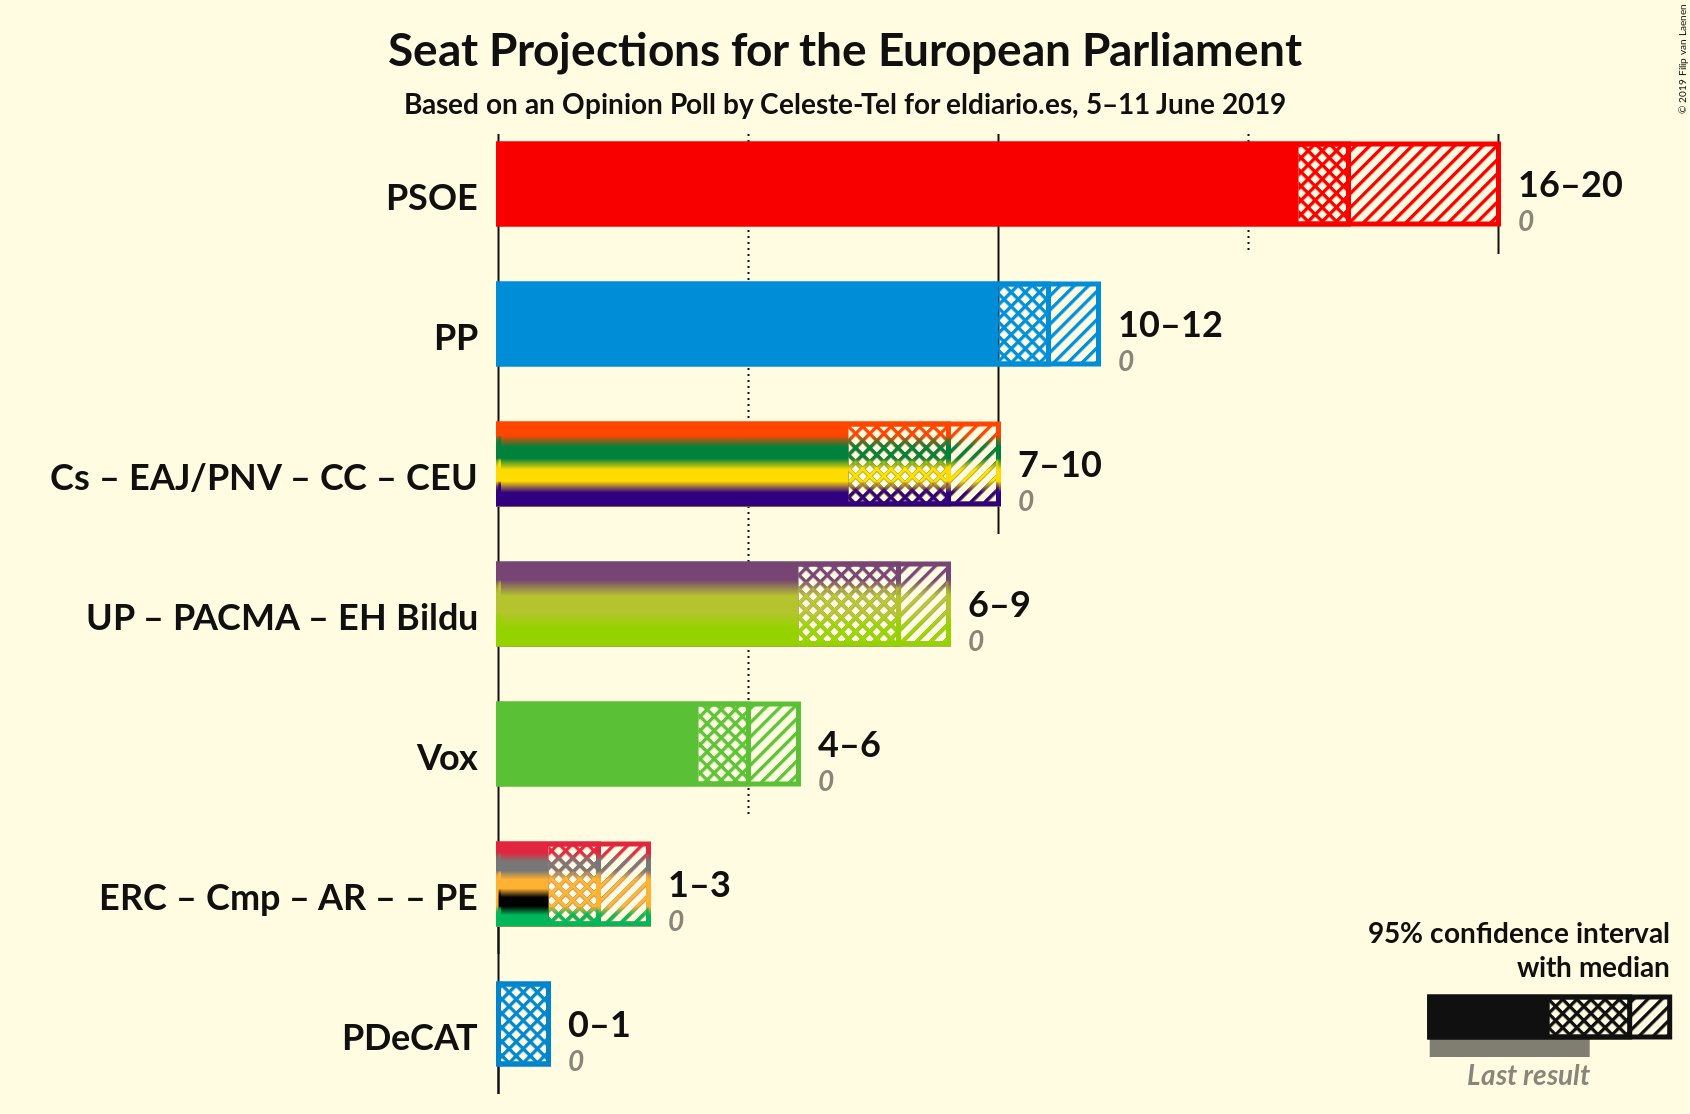 Seat Projections for the European Parliament
Based on an Opinion Poll by Celeste-Tel for eldiario.es, 5–11 June 2019
© 2019 Filip van Laenen
PSOE
16–20
0
PP
10–12
0
Cs – EAJ/PNV – CC – CEU
7–10
0
UP – PACMA – EH Bildu
6–9
0
Vox
4–6
0
ERC – Cmp – AR – – PE
1–3
0
PDeCAT
0–1
0
95% confidence interval
with median
Last result